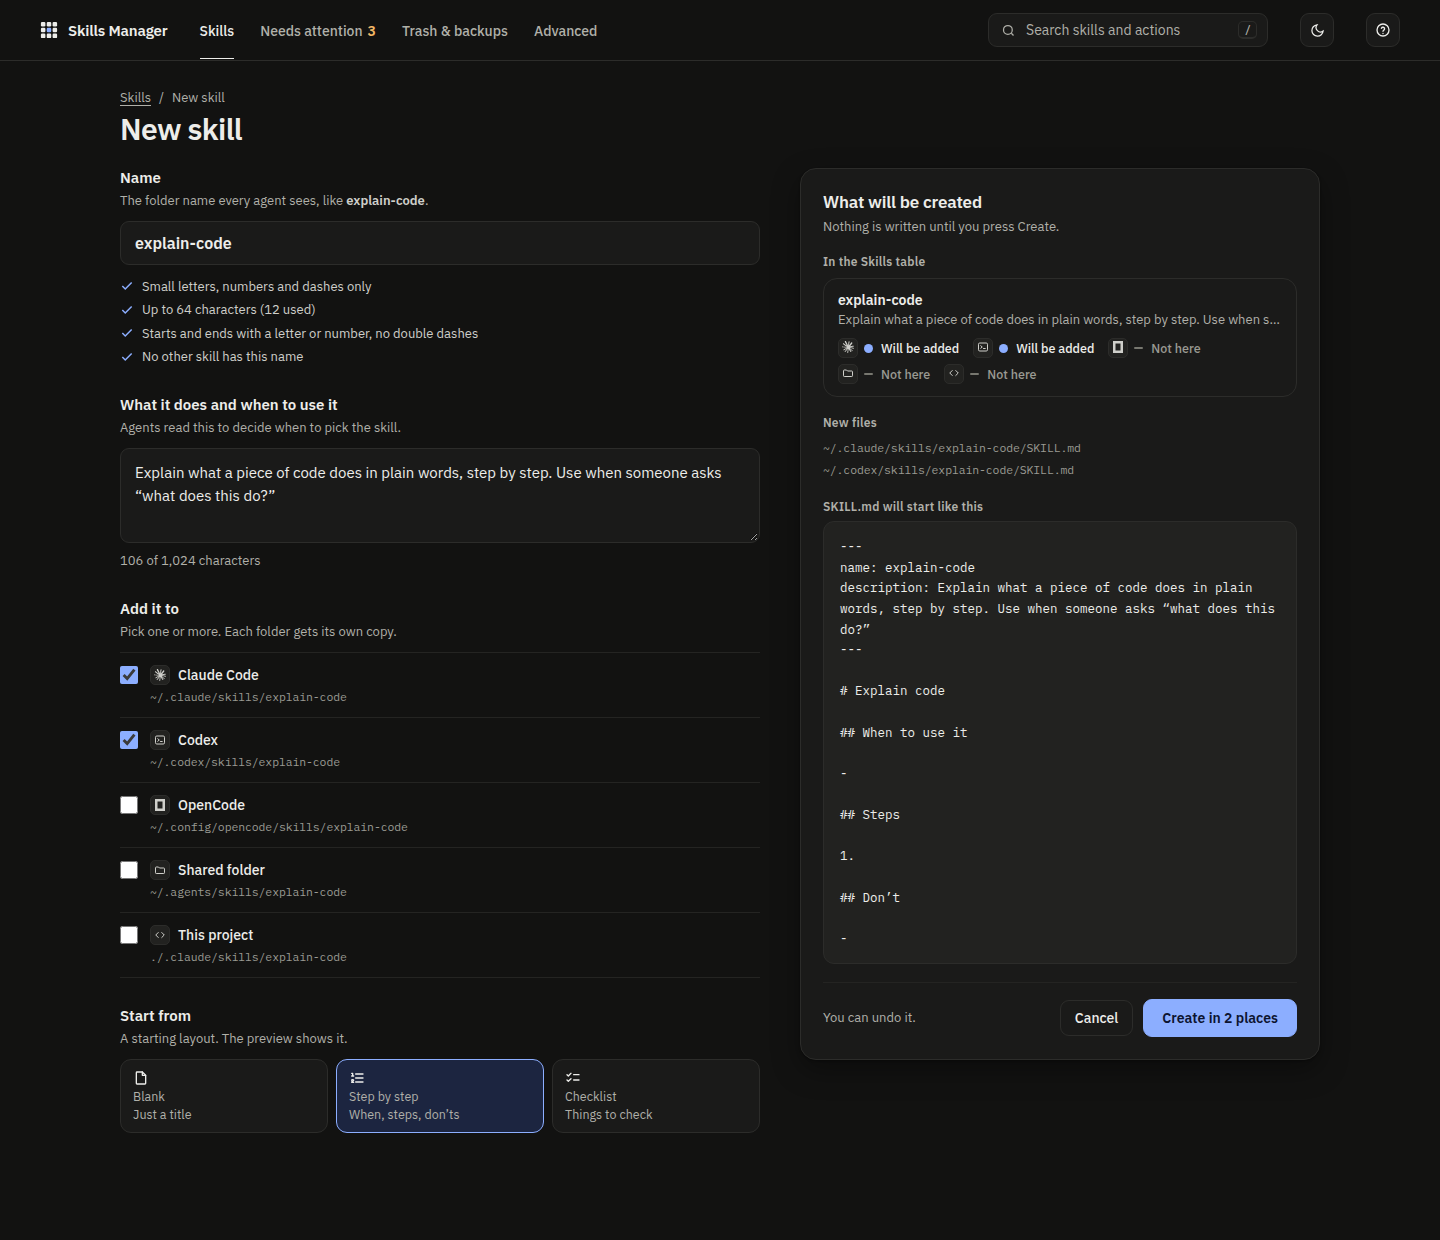 Skills Manager
Skills
Needs attention 3
Trash & backups
Advanced
Search skills and actions
/
Skills / New skill
New skill
Name
The folder name every agent sees, like explain-code.
explain-code
Small letters, numbers and dashes only
Up to 64 characters (12 used)
Starts and ends with a letter or number, no double dashes
No other skill has this name
What it does and when to use it
Agents read this to decide when to pick the skill.
Explain what a piece of code does in plain words, step by step. Use when someone asks
“what does this do?”
106 of 1,024 characters
Add it to
Pick one or more. Each folder gets its own copy.
Claude Code
~/.claude/skills/explain-code
Codex
~/.codex/skills/explain-code
OpenCode
~/.config/opencode/skills/explain-code
Shared folder
~/.agents/skills/explain-code
This project
./.claude/skills/explain-code
Start from
A starting layout. The preview shows it.
Blank
Just a title
Step by step
When, steps, don’ts
Checklist
Things to check
What will be created
Nothing is written until you press Create.
In the Skills table
explain-code
Explain what a piece of code does in plain words, step by step. Use when s...
Will be added
Will be added
Not here
Not here
Not here
New files
~/.claude/skills/explain-code/SKILL.md
~/.codex/skills/explain-code/SKILL.md
SKILL.md will start like this
---
name: explain-code
description: Explain what a piece of code does in plain
words, step by step. Use when someone asks “what does this
do?”
---
# Explain code
## When to use it
-
## Steps
1.
## Don’t
-
You can undo it.
Cancel
Create in 2 places